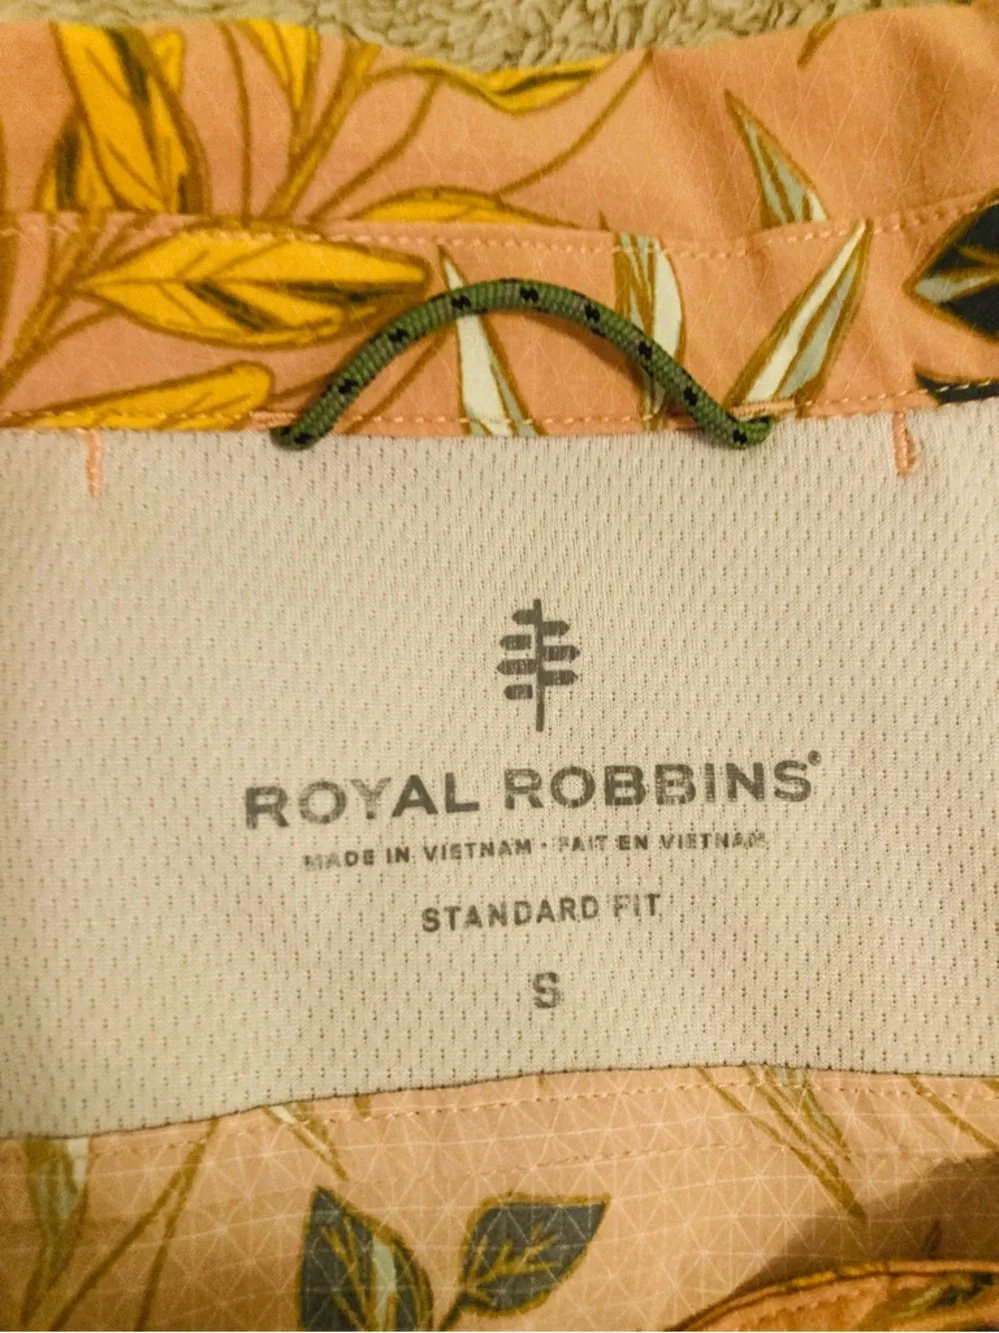 ROYAL ROBBINS®
MADE IN VIETNAM · FAIT EN VIETNAM
STANDARD FIT
S